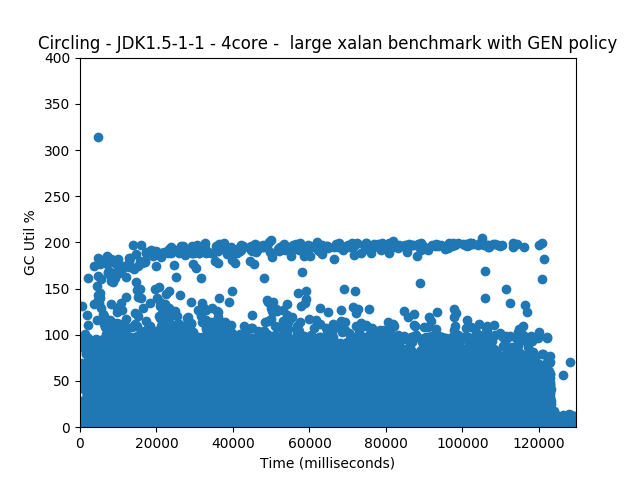 Circling - JDK1.5-1-1 - 4core -  large xalan benchmark with GEN policy
400
350
300
250
200
150
100
50
0
GC Util %
0 20000 40000 60000 80000 100000 120000
Time (milliseconds)